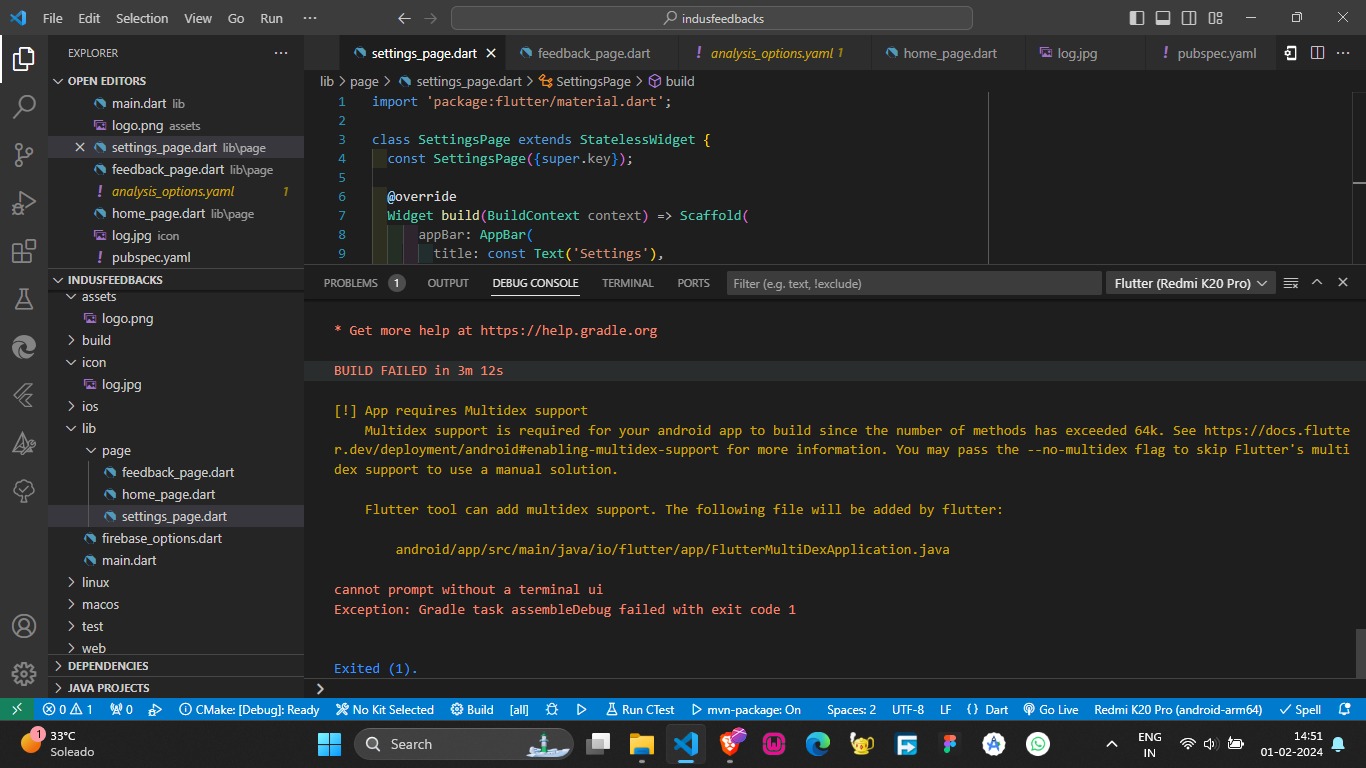 File Edit Selection View Go Run ···
indusfeedbacks
EXPLORER
OPEN EDITORS
main.dart lib
logo.png assets
settings_page.dart lib\page
feedback_page.dart lib\page
! analysis_options.yaml 1
home_page.dart lib\page
log.jpg icon
! pubspec.yaml
INDUSFEEDBACKS
assets
logo.png
build
icon
log.jpg
ios
lib
page
feedback_page.dart
home_page.dart
settings_page.dart
firebase_options.dart
main.dart
linux
macos
test
web
DEPENDENCIES
JAVA PROJECTS
settings_page.dart feedback_page.dart ! analysis_options.yaml 1 home_page.dart log.jpg ! pubspec.yaml
lib > page > settings_page.dart > SettingsPage > build
1 import 'package:flutter/material.dart';
2
3 class SettingsPage extends StatelessWidget {
4 const SettingsPage({super.key});
5
6 @override
7 Widget build(BuildContext context) => Scaffold(
8 appBar: AppBar(
9 title: const Text('Settings'),
PROBLEMS 1 OUTPUT DEBUG CONSOLE TERMINAL PORTS Filter (e.g. text, !exclude) Flutter (Redmi K20 Pro)
* Get more help at https://help.gradle.org
BUILD FAILED in 3m 12s
[!] App requires Multidex support
Multidex support is required for your android app to build since the number of methods has exceeded 64k. See https://docs.flutte
r.dev/deployment/android#enabling-multidex-support for more information. You may pass the --no-multidex flag to skip Flutter's multi
dex support to use a manual solution.
Flutter tool can add multidex support. The following file will be added by flutter:
android/app/src/main/java/io/flutter/app/FlutterMultiDexApplication.java
cannot prompt without a terminal ui
Exception: Gradle task assembleDebug failed with exit code 1
Exited (1).
0 1 0 CMake: [Debug]: Ready No Kit Selected Build [all] Run CTest mvn-package: On Spaces: 2 UTF-8 LF {} Dart Go Live Redmi K20 Pro (android-arm64) Spell
1 33°C
Soleado
Search
ENG
IN
14:51
01-02-2024